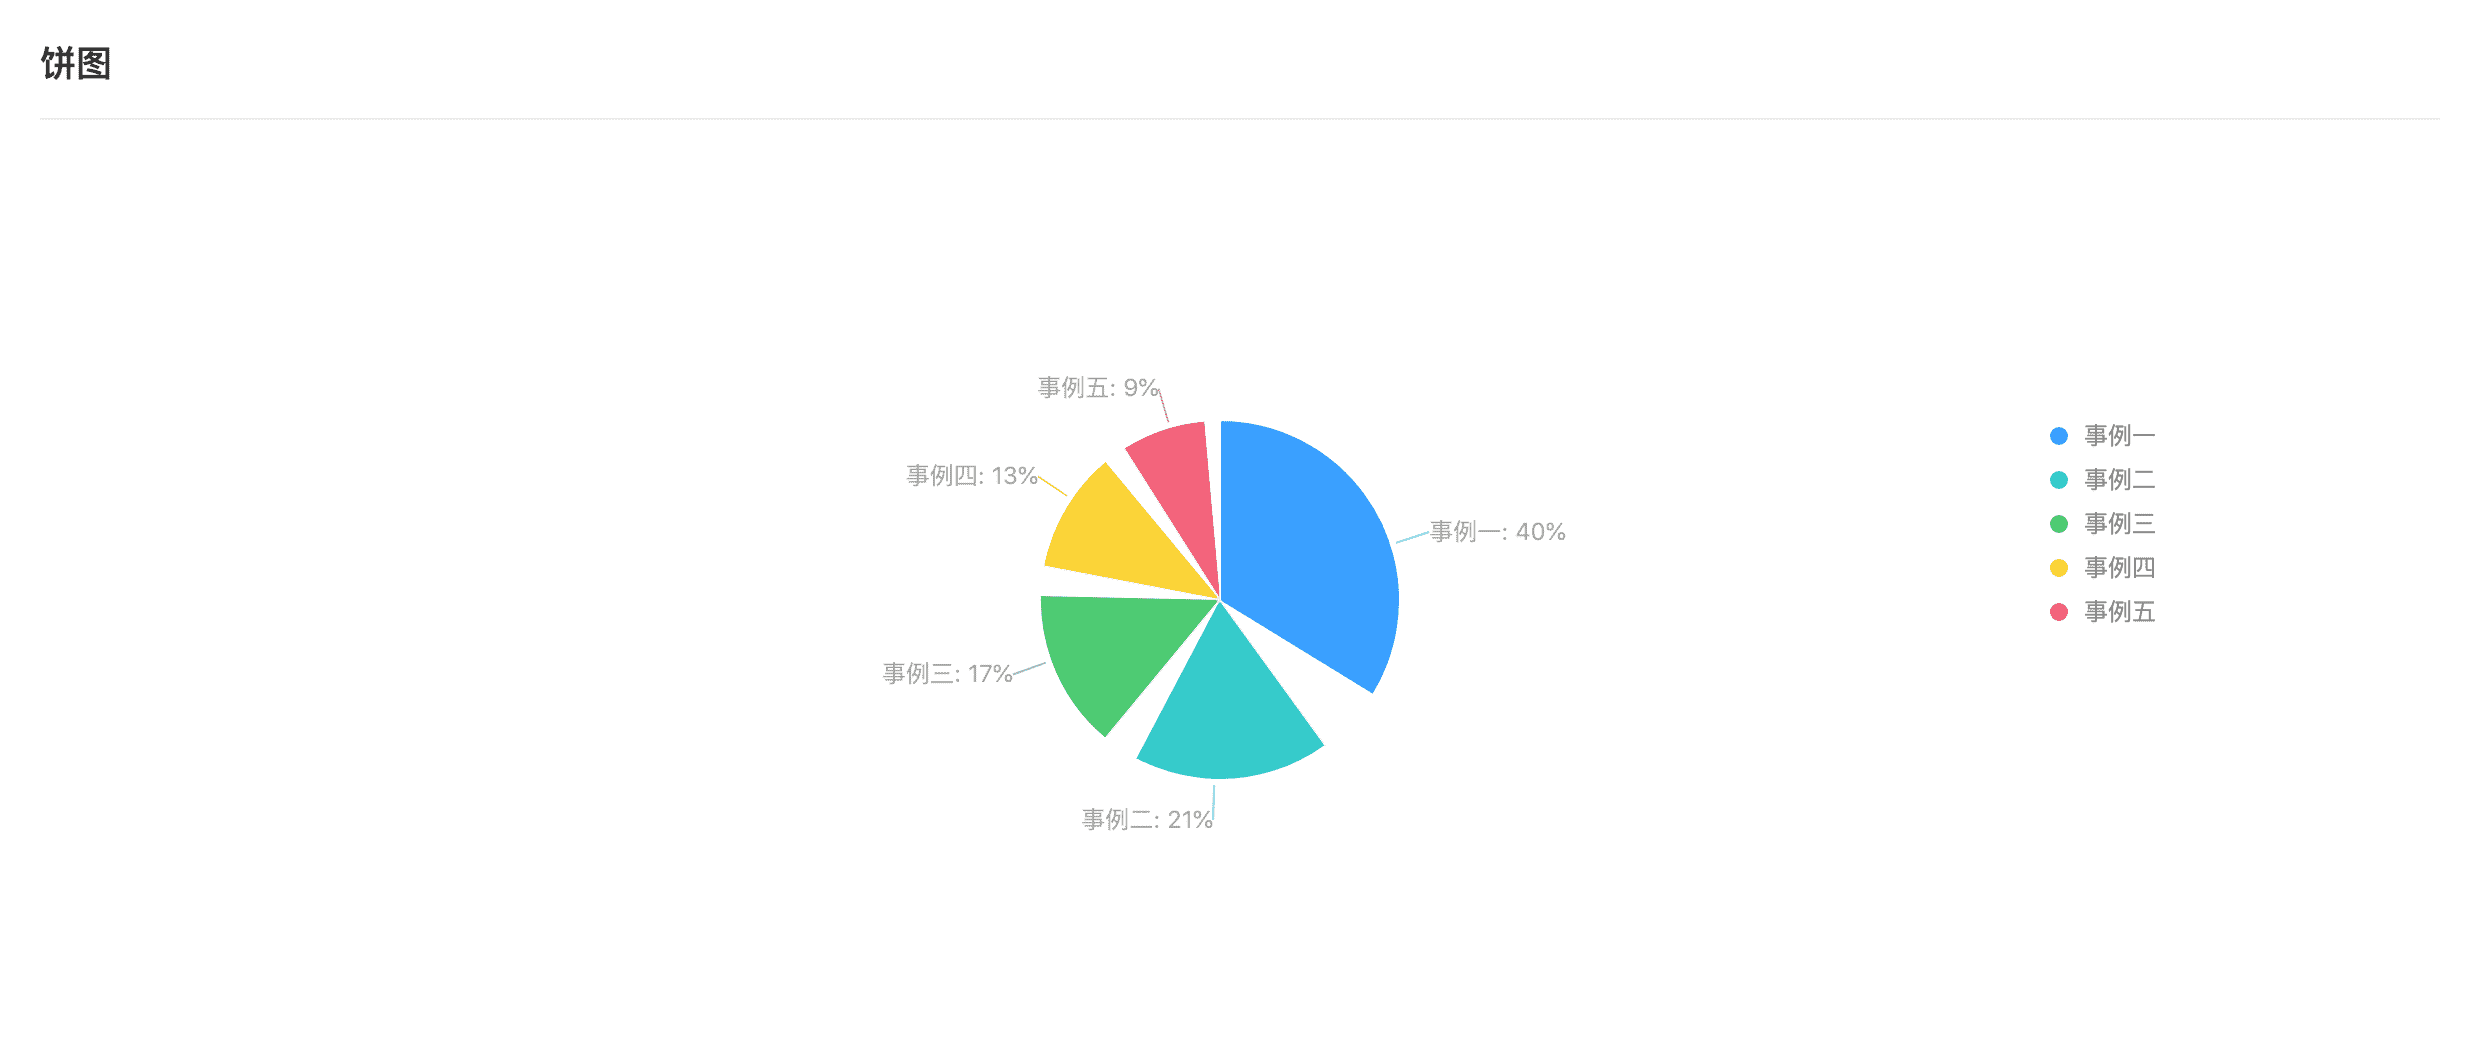 饼图
事例五: 9%
事例四: 13%
事例一: 40%
事例三: 17%
事例二: 21%
事例一
事例二
事例三
事例四
事例五